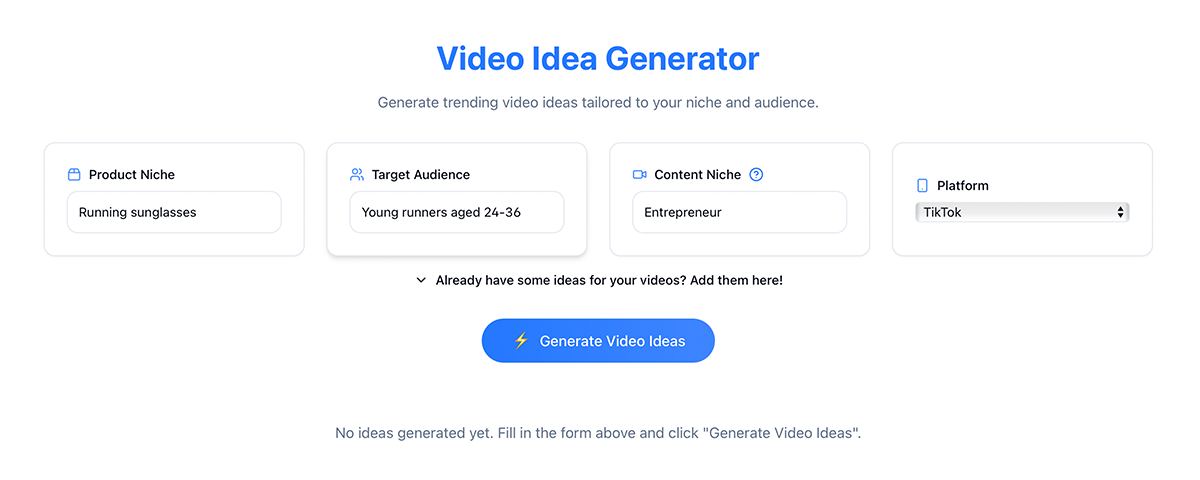 Video Idea Generator
Generate trending video ideas tailored to your niche and audience.
Product Niche
Running sunglasses
Target Audience
Young runners aged 24-36
Content Niche
Entrepreneur
Platform
TikTok
Already have some ideas for your videos? Add them here!
⚡ Generate Video Ideas
No ideas generated yet. Fill in the form above and click "Generate Video Ideas".